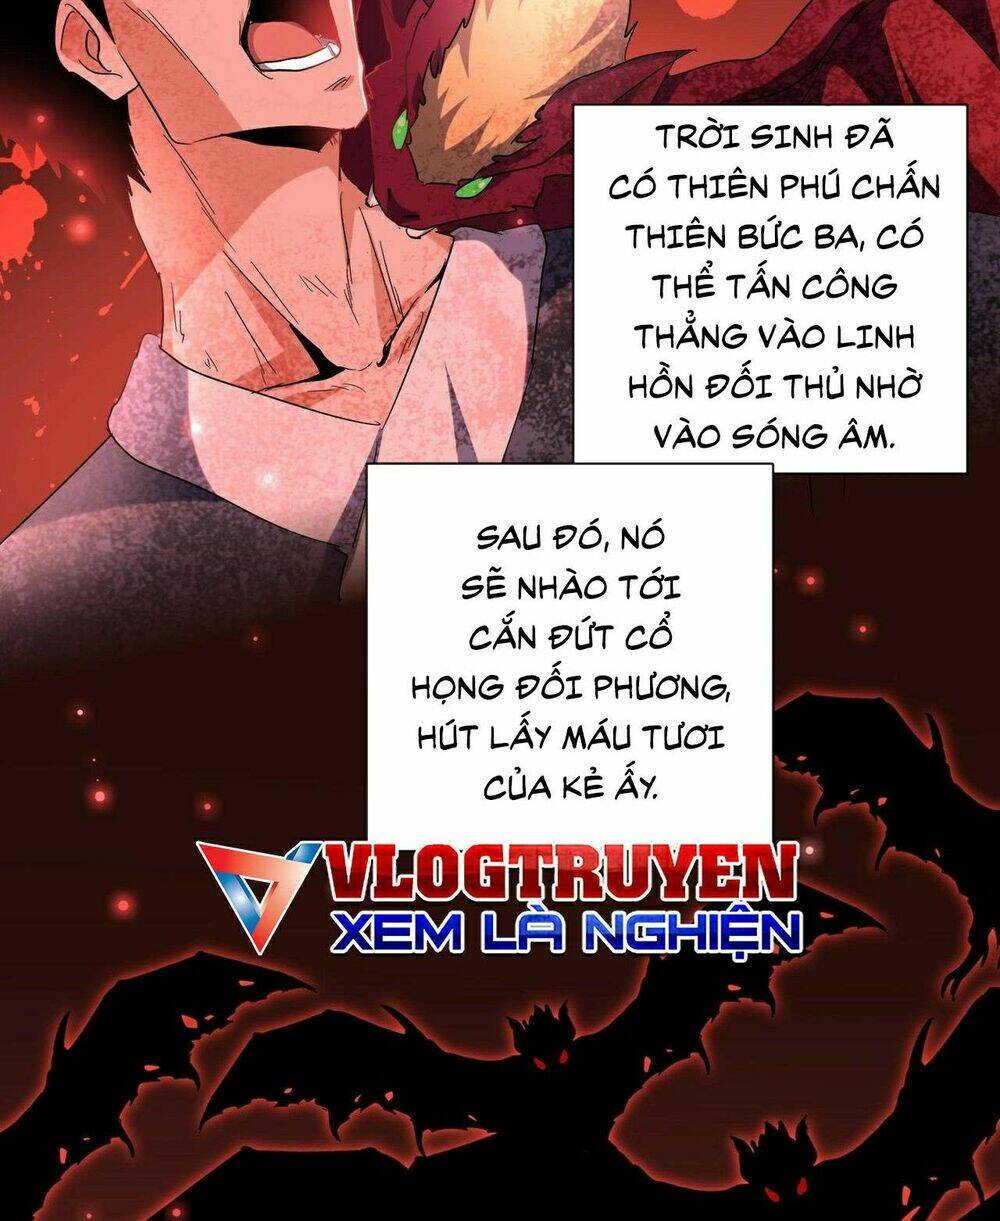 TRỜI SINH ĐÃ
CÓ THIÊN PHÚ CHẤN
THIÊN BỨC BA, CÓ
THỂ TẤN CÔNG
THẲNG VÀO LINH
HỒN ĐỐI THỦ NHỜ
VÀO SÓNG ÂM.
SAU ĐÓ, NÓ
SẼ NHÀO TỚI
CẮN ĐỨT CỔ
HỌNG ĐỐI PHƯƠNG,
HÚT LẤY MÁU TƯƠI
CỦA KẺ ẤY.
VLOGTRUYEN
XEM LÀ NGHIỆN